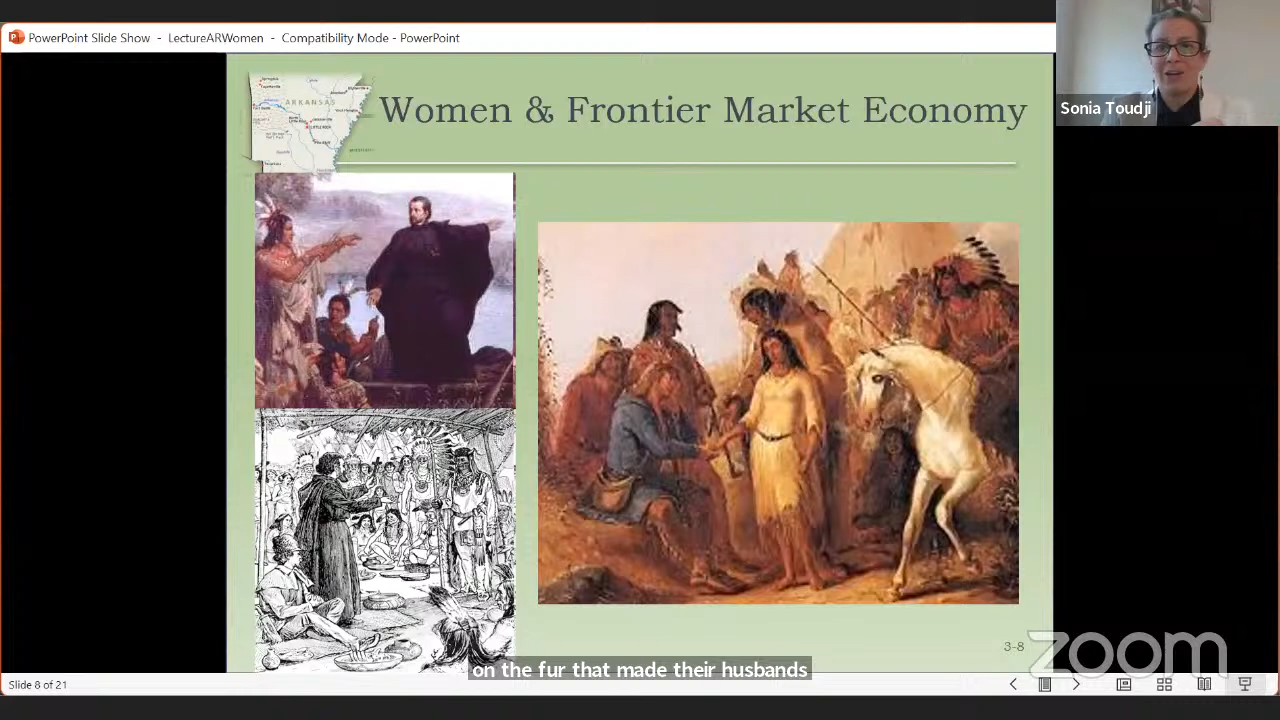 PowerPoint Slide Show - LectureARWomen - Compatibility Mode - PowerPoint
Sonia Toudji
ARKANSAS
Women & Frontier Market Economy
3-8
zoom
on the fur that made their husbands
Slide 8 of 21